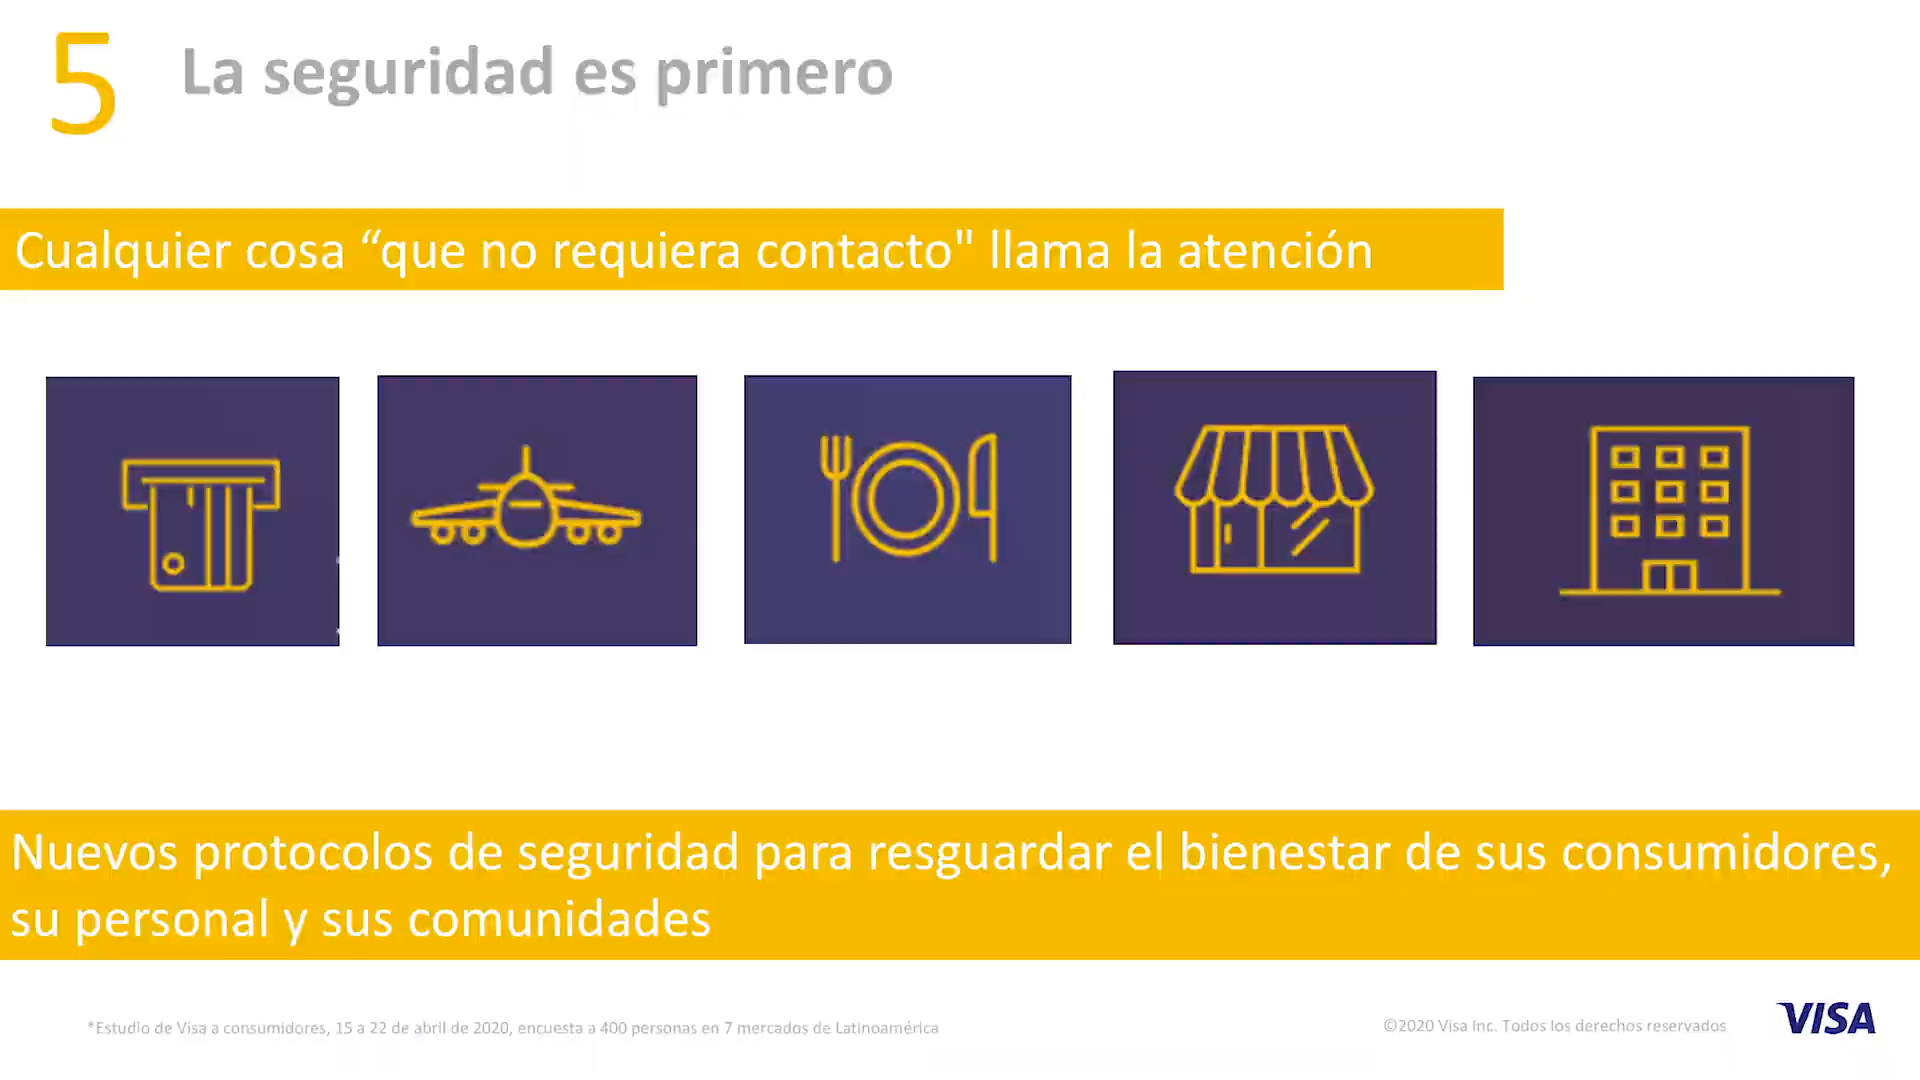 5
La seguridad es primero
Cualquier cosa “que no requiera contacto" llama la atención
Nuevos protocolos de seguridad para resguardar el bienestar de sus consumidores,
su personal y sus comunidades
*Estudio de Visa a consumidores, 15 a 22 de abril de 2020, encuesta a 400 personas en 7 mercados de Latinoamérica
©2020 Visa Inc. Todos los derechos reservados
VISA